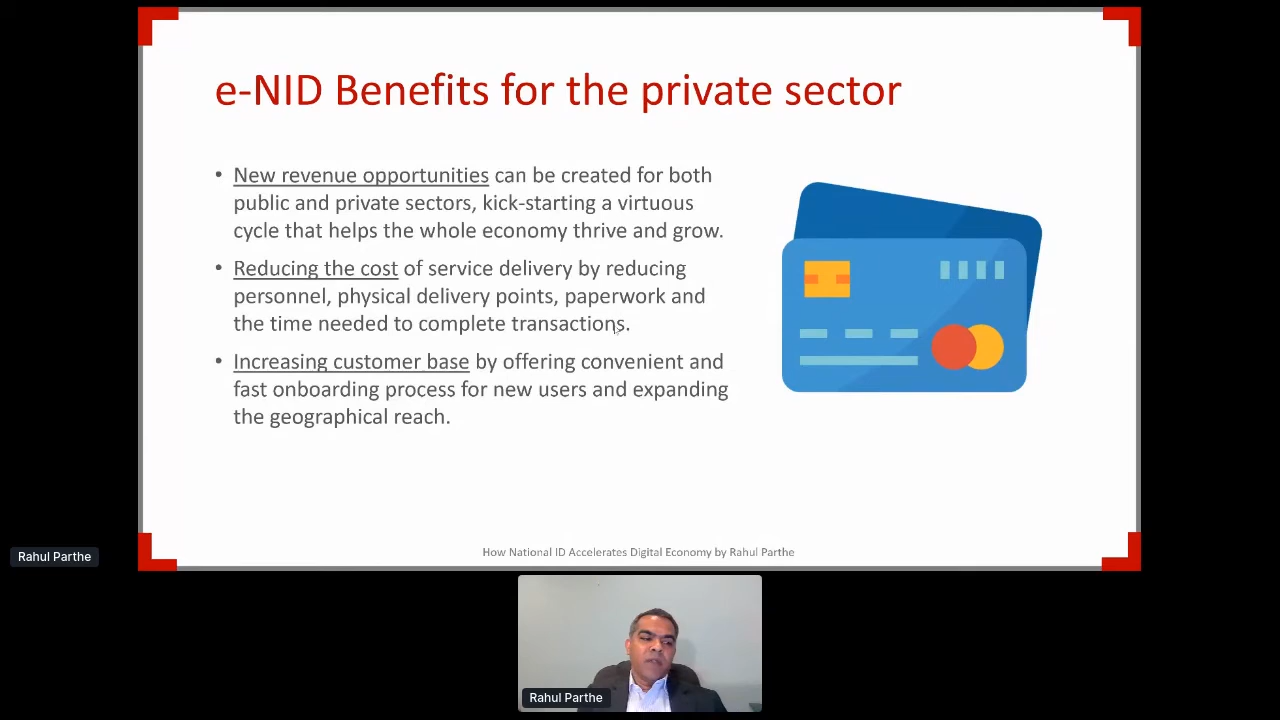 e-NID Benefits for the private sector
• New revenue opportunities can be created for both
public and private sectors, kick-starting a virtuous
cycle that helps the whole economy thrive and grow.
• Reducing the cost of service delivery by reducing
personnel, physical delivery points, paperwork and
the time needed to complete transactions.
• Increasing customer base by offering convenient and
fast onboarding process for new users and expanding
the geographical reach.
How National ID Accelerates Digital Economy by Rahul Parthe
Rahul Parthe
Rahul Parthe